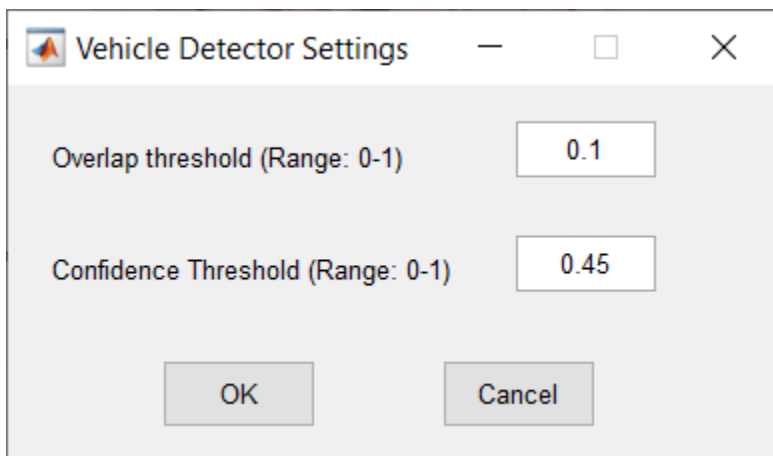 Vehicle Detector Settings
Overlap threshold (Range: 0-1) 0.1
Confidence Threshold (Range: 0-1) 0.45
OK Cancel